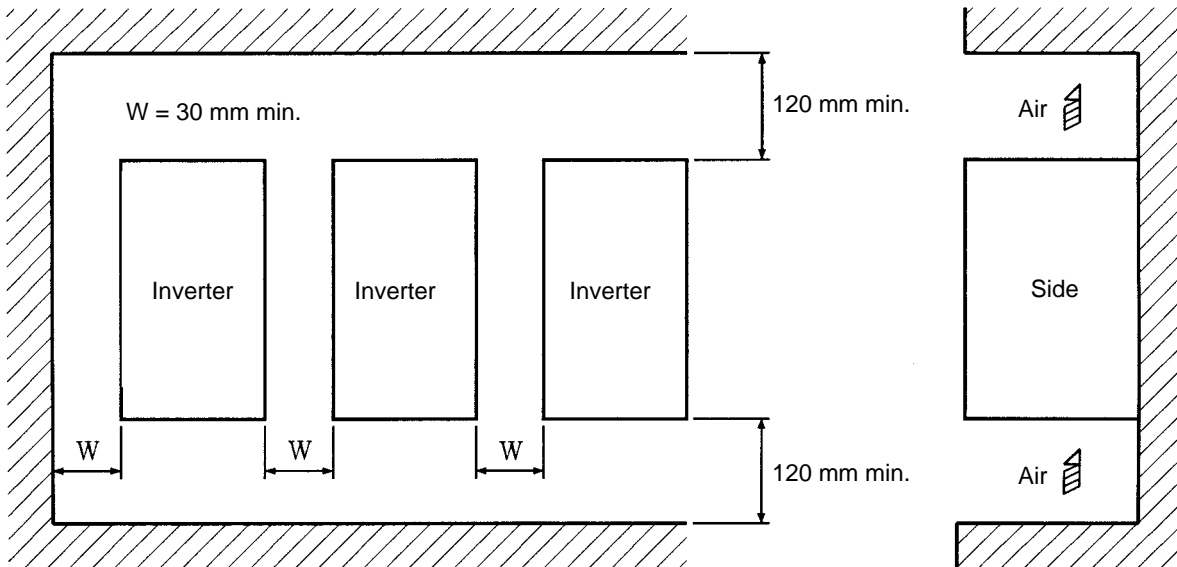 W = 30 mm min.
120 mm min.
Air
Inverter
Inverter
Inverter
Side
W
W
W
120 mm min.
Air